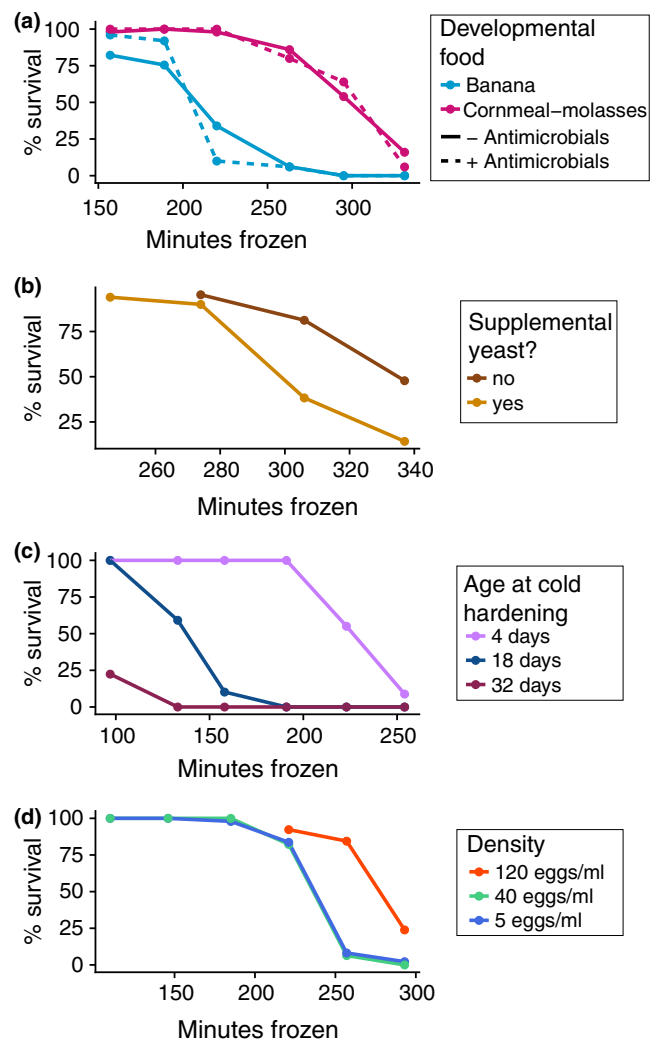 (a)
100
75
50
25
0
% survival
150 200 250 300
Minutes frozen
Developmental
food
Banana
Cornmeal–molasses
– Antimicrobials
+ Antimicrobials
(b)
75
50
25
% survival
260 280 300 320 340
Minutes frozen
Supplemental
yeast?
no
yes
(c)
100
75
50
25
0
% survival
100 150 200 250
Minutes frozen
Age at cold
hardening
4 days
18 days
32 days
(d)
100
75
50
25
0
% survival
150 200 250 300
Minutes frozen
Density
120 eggs/ml
40 eggs/ml
5 eggs/ml